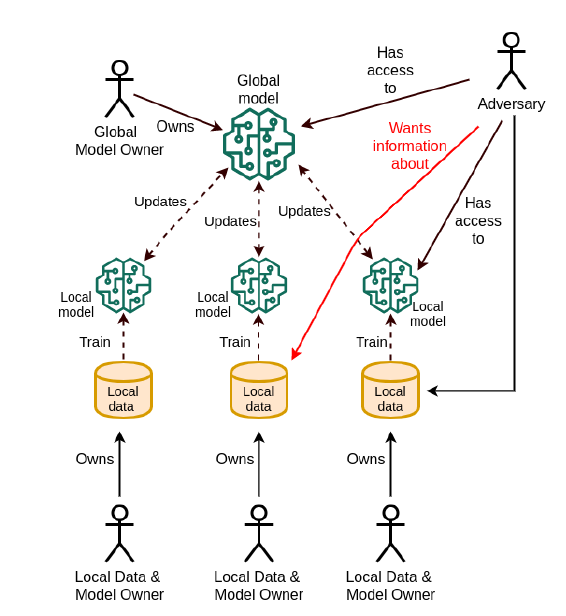 Has
access
to
Adversary
Global
model
Global
Model Owner
Owns
Wants
information
about
Updates
Updates
Updates
Has
access
to
Local
model
Local
model
Local
model
Train
Train
Train
Local
data
Local
data
Local
data
Owns
Owns
Owns
Local Data &
Model Owner
Local Data &
Model Owner
Local Data &
Model Owner